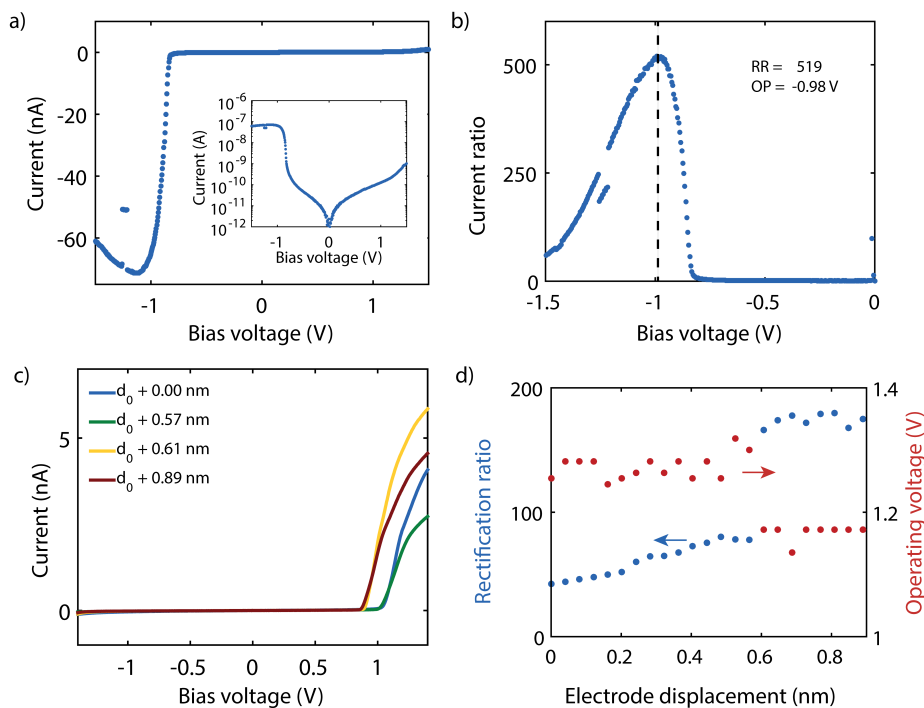 a)
Current (nA)
0
-20
-40
-60
-1
0
1
Bias voltage (V)
Current (A)
10^-6
10^-7
10^-8
10^-9
10^-10
10^-11
10^-12
-1
0
1
Bias voltage (V)
b)
Current ratio
500
250
0
RR = 519
OP = -0.98 V
-1.5
-1
-0.5
0
Bias voltage (V)
c)
Current (nA)
5
0
d_0 + 0.00 nm
d_0 + 0.57 nm
d_0 + 0.61 nm
d_0 + 0.89 nm
-1
-0.5
0
0.5
1
Bias voltage (V)
d)
Rectification ratio
200
100
0
1.4
1.2
1
Operating voltage (V)
0
0.2
0.4
0.6
0.8
Electrode displacement (nm)